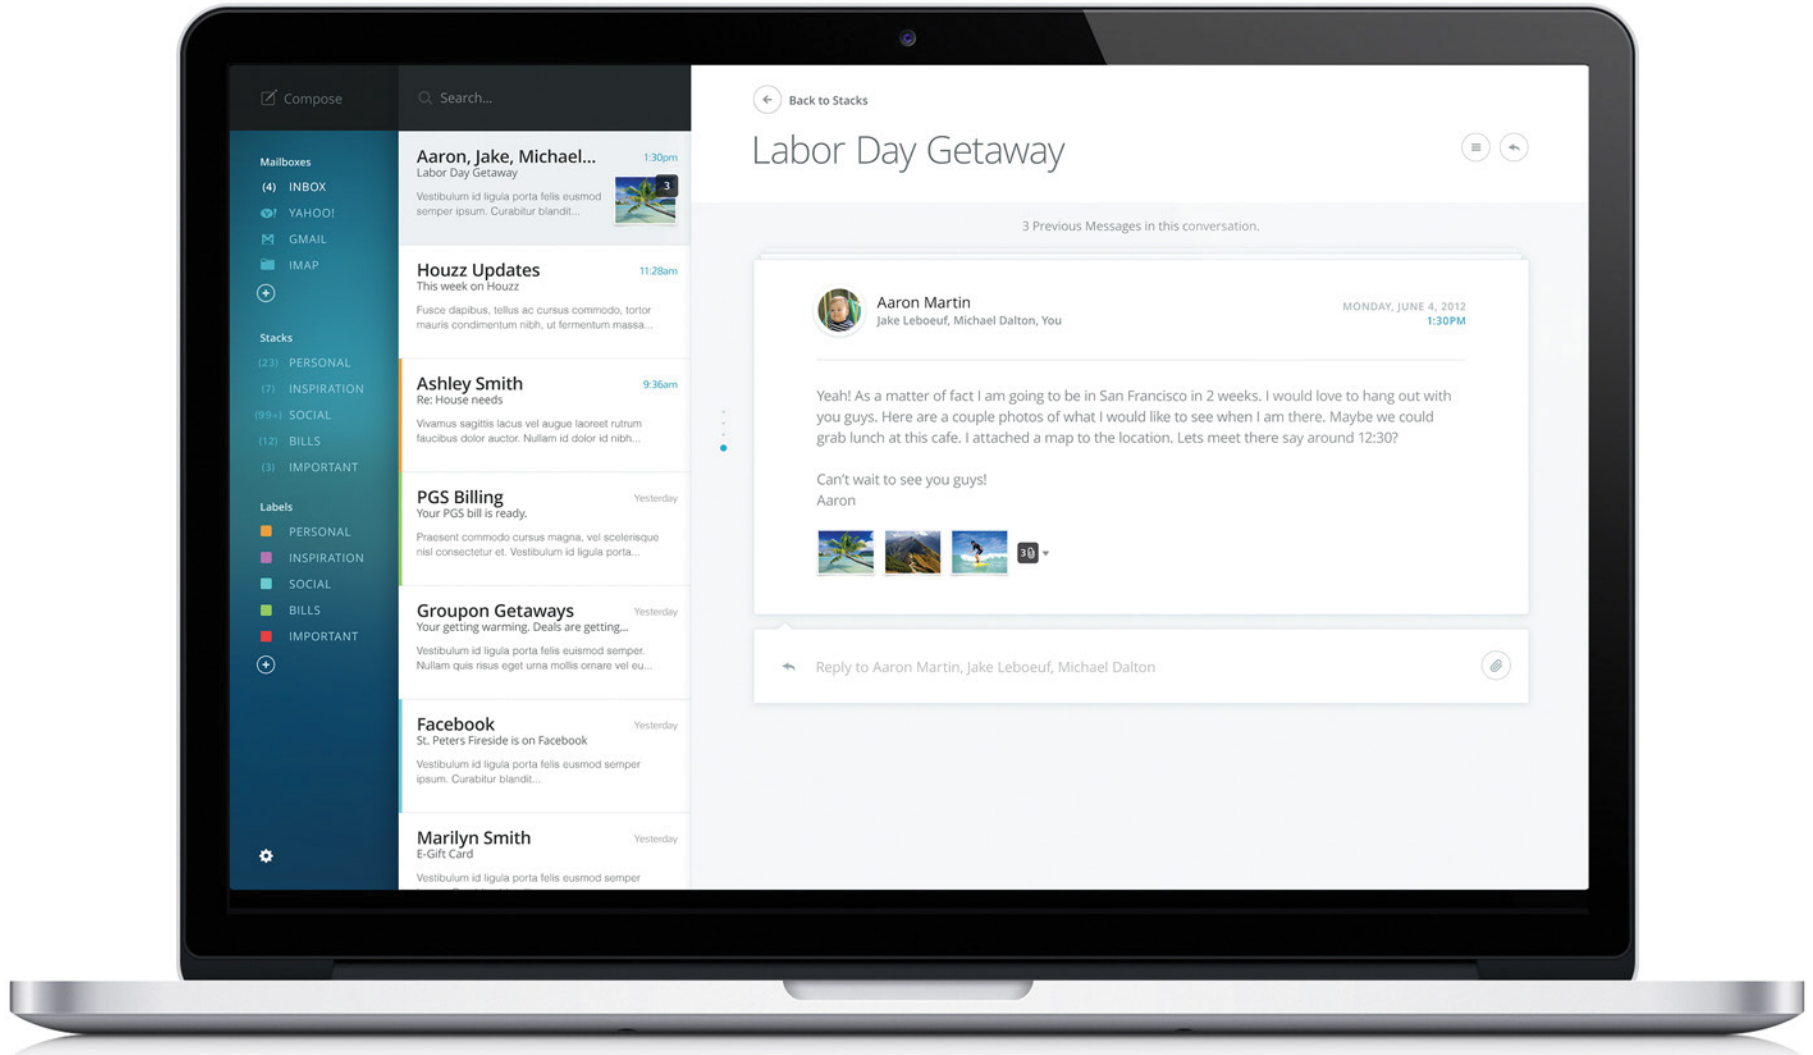 Compose
Search...
Mailboxes
(4) INBOX
YAHOO!
GMAIL
IMAP
Stacks
(23) PERSONAL
(7) INSPIRATION
(99+) SOCIAL
(12) BILLS
(3) IMPORTANT
Labels
PERSONAL
INSPIRATION
SOCIAL
BILLS
IMPORTANT
Aaron, Jake, Michael... 1:30pm
Labor Day Getaway
3
Vestibulum id ligula porta felis eusmod
semper ipsum. Curabitur blandit...
Houzz Updates 11:28am
This week on Houzz
Fusce dapibus, tellus ac cursus commodo, tortor
mauris condimentum nibh, ut fermentum massa...
Ashley Smith 9:36am
Re: House needs
Vivamus sagittis lacus vel augue laoreet rutrum
faucibus dolor auctor. Nullam id dolor id nibh...
PGS Billing Yesterday
Your PGS bill is ready.
Praesent commodo cursus magna, vel scelerisque
nisl consectetur et. Vestibulum id ligula porta...
Groupon Getaways Yesterday
Your getting warming. Deals are getting...
Vestibulum id ligula porta felis euismod semper.
Nullam quis risus eget urna mollis ornare vel eu...
Facebook Yesterday
St. Peters Fireside is on Facebook
Vestibulum id ligula porta felis eusmod semper
ipsum. Curabitur blandit...
Marilyn Smith Yesterday
E-Gift Card
Vestibulum id ligula porta felis eusmod semper
Back to Stacks
Labor Day Getaway
3 Previous Messages in this conversation.
Aaron Martin
Jake Leboeuf, Michael Dalton, You
MONDAY, JUNE 4, 2012
1:30PM
Yeah! As a matter of fact I am going to be in San Francisco in 2 weeks. I would love to hang out with
you guys. Here are a couple photos of what I would like to see when I am there. Maybe we could
grab lunch at this cafe. I attached a map to the location. Lets meet there say around 12:30?
Can't wait to see you guys!
Aaron
3
Reply to Aaron Martin, Jake Leboeuf, Michael Dalton